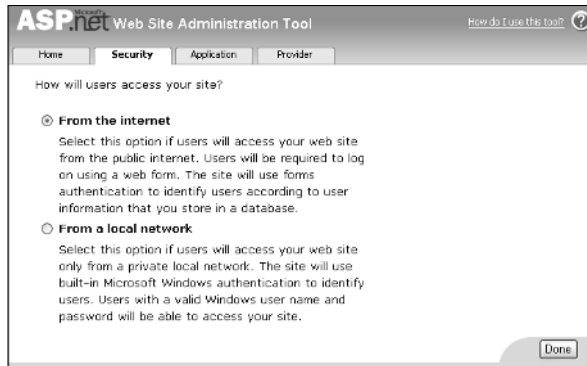 Microsoft
ASP.net Web Site Administration Tool
How do I use this tool? ?
Home Security Application Provider
How will users access your site?
From the internet
Select this option if users will access your web site
from the public internet. Users will be required to log
on using a web form. The site will use forms
authentication to identify users according to user
information that you store in a database.
From a local network
Select this option if users will access your web site
only from a private local network. The site will use
built-in Microsoft Windows authentication to identify
users. Users with a valid Windows user name and
password will be able to access your site.
Done